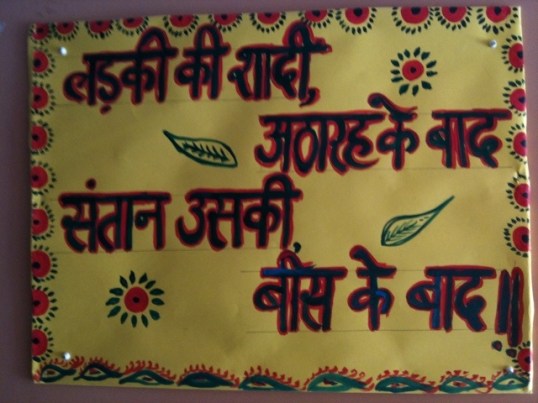 लड़की की शादी,
अठारह के बाद
संतान उसकी,
बीस के बाद॥